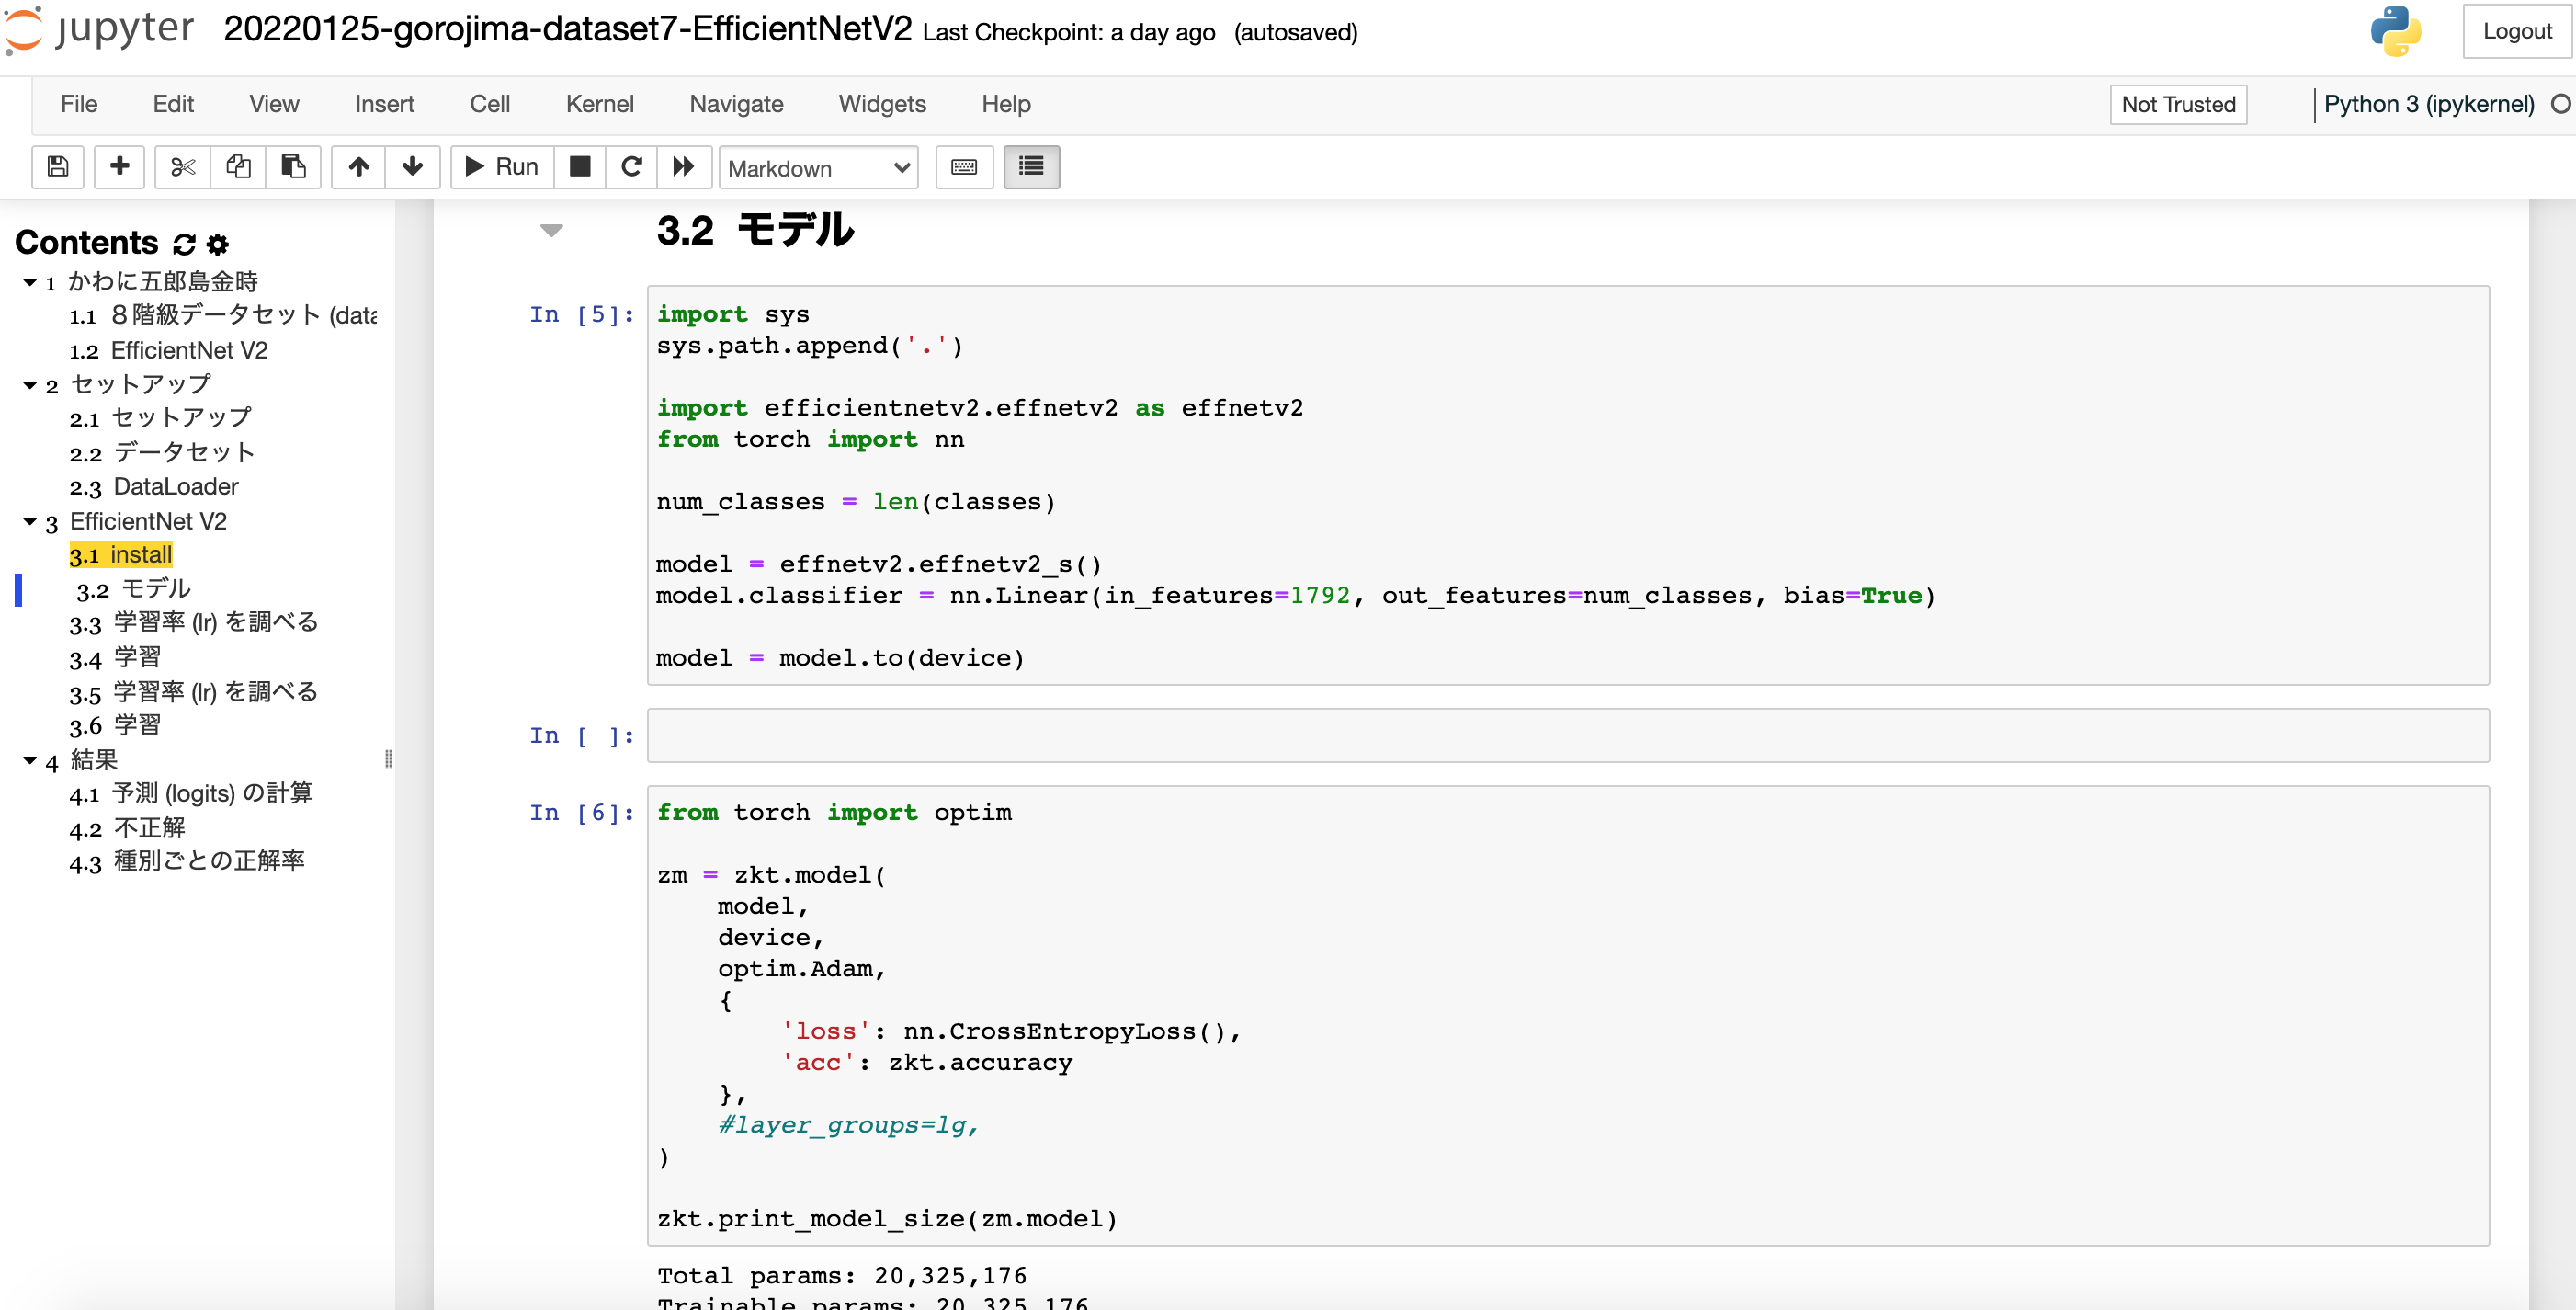 jupyter 20220125-gorojima-dataset7-EfficientNetV2 Last Checkpoint: a day ago (autosaved)
Logout
File Edit View Insert Cell Kernel Navigate Widgets Help
Not Trusted
Python 3 (ipykernel)
Run
Markdown
Contents
1 かわに五郎島金時
1.1 8階級データセット (data
1.2 EfficientNet V2
2 セットアップ
2.1 セットアップ
2.2 データセット
2.3 DataLoader
3 EfficientNet V2
3.1 install
3.2 モデル
3.3 学習率 (lr) を調べる
3.4 学習
3.5 学習率 (lr) を調べる
3.6 学習
4 結果
4.1 予測 (logits) の計算
4.2 不正解
4.3 種別ごとの正解率
3.2 モデル
In [5]:
import sys
sys.path.append('.')
import efficientnetv2.effnetv2 as effnetv2
from torch import nn
num_classes = len(classes)
model = effnetv2.effnetv2_s()
model.classifier = nn.Linear(in_features=1792, out_features=num_classes, bias=True)
model = model.to(device)
In [ ]:
In [6]:
from torch import optim
zm = zkt.model(
    model,
    device,
    optim.Adam,
    {
        'loss': nn.CrossEntropyLoss(),
        'acc': zkt.accuracy
    },
    #layer_groups=lg,
)
zkt.print_model_size(zm.model)
Total params: 20,325,176
Trainable params: 20,325,176